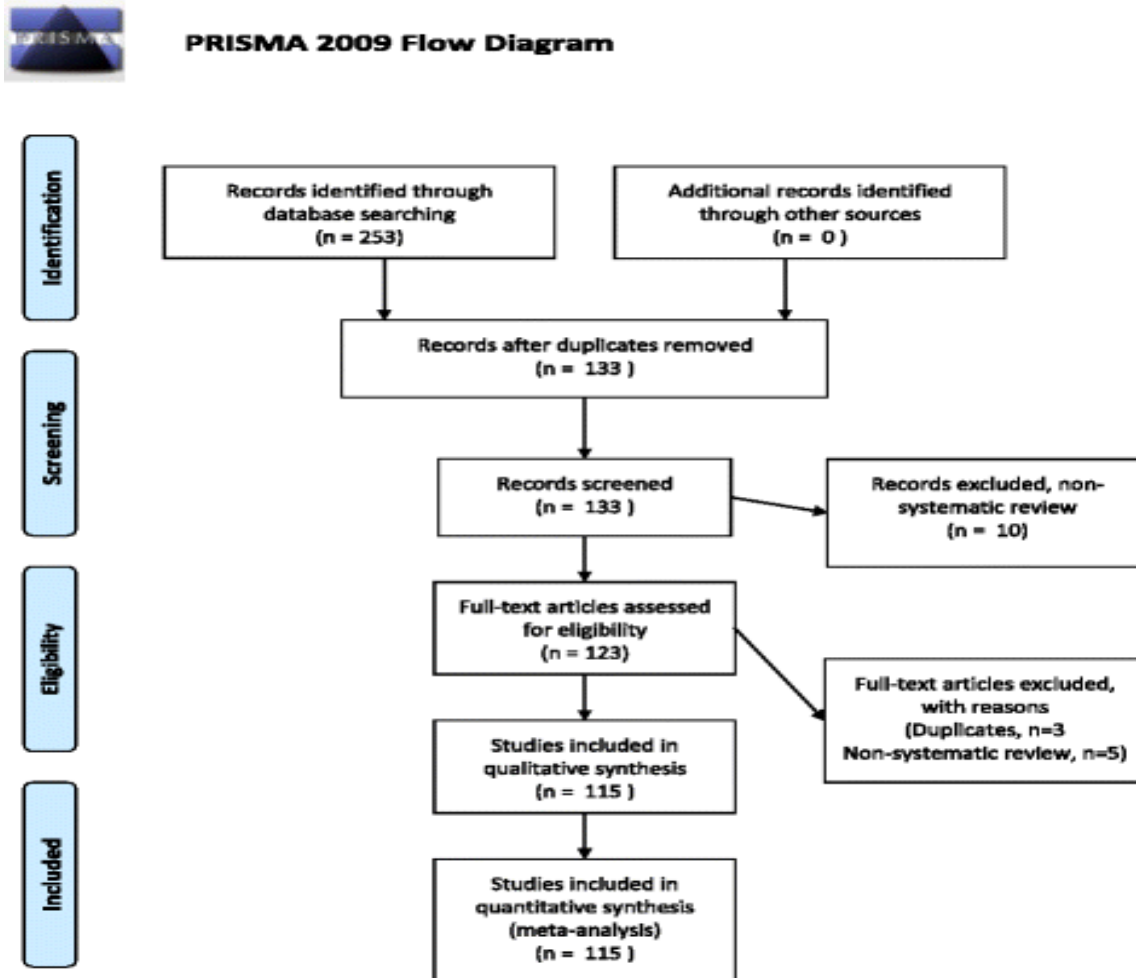 PRISMA
PRISMA 2009 Flow Diagram
Identification
Records identified through
database searching
(n = 253)
Additional records identified
through other sources
(n = 0 )
Records after duplicates removed
(n = 133 )
Screening
Records screened
(n = 133 )
Records excluded, non-
systematic review
(n = 10)
Eligibility
Full-text articles assessed
for eligibility
(n = 123)
Full-text articles excluded,
with reasons
(Duplicates, n=3
Non-systematic review, n=5)
Studies included in
qualitative synthesis
(n = 115 )
Included
Studies included in
quantitative synthesis
(meta-analysis)
(n = 115 )